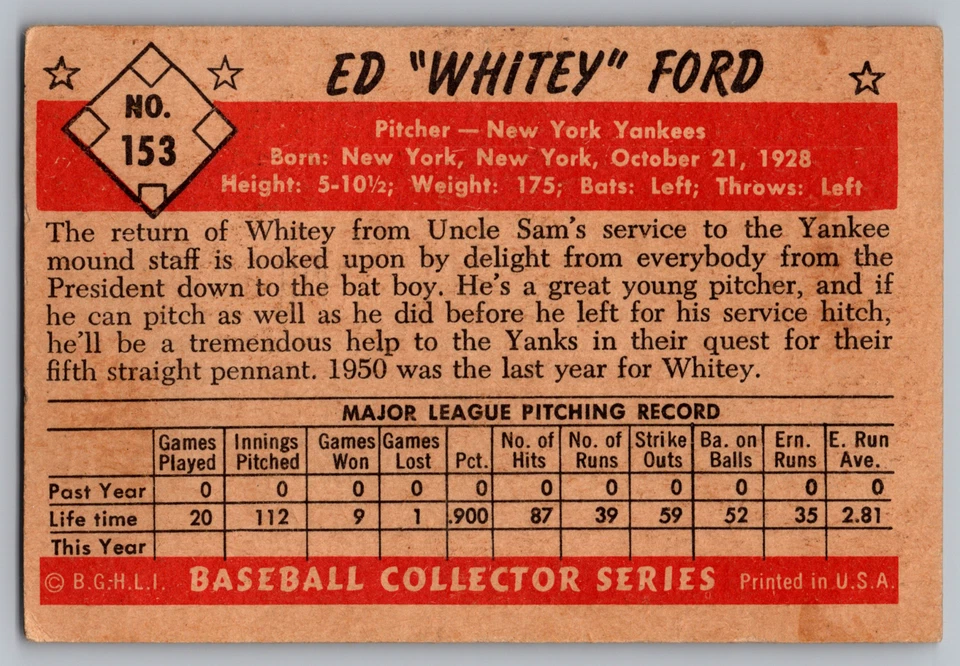 ED "WHITEY" FORD
NO.
153
Pitcher — New York Yankees
Born: New York, New York, October 21, 1928
Height: 5-10½; Weight: 175; Bats: Left; Throws: Left
The return of Whitey from Uncle Sam's service to the Yankee
mound staff is looked upon by delight from everybody from the
President down to the bat boy. He's a great young pitcher, and if
he can pitch as well as he did before he left for his service hitch,
he'll be a tremendous help to the Yanks in their quest for their
fifth straight pennant. 1950 was the last year for Whitey.
MAJOR LEAGUE PITCHING RECORD
Games Played Innings Pitched Games Won Games Lost Pct. No. of Hits No. of Runs Strike Outs Ba. on Balls Ern. Runs E. Run Ave.
Past Year 0 0 0 0 0 0 0 0 0 0 0
Life time 20 112 9 1 .900 87 39 59 52 35 2.81
This Year
© B.G.H.L.I. BASEBALL COLLECTOR SERIES Printed in U.S.A.